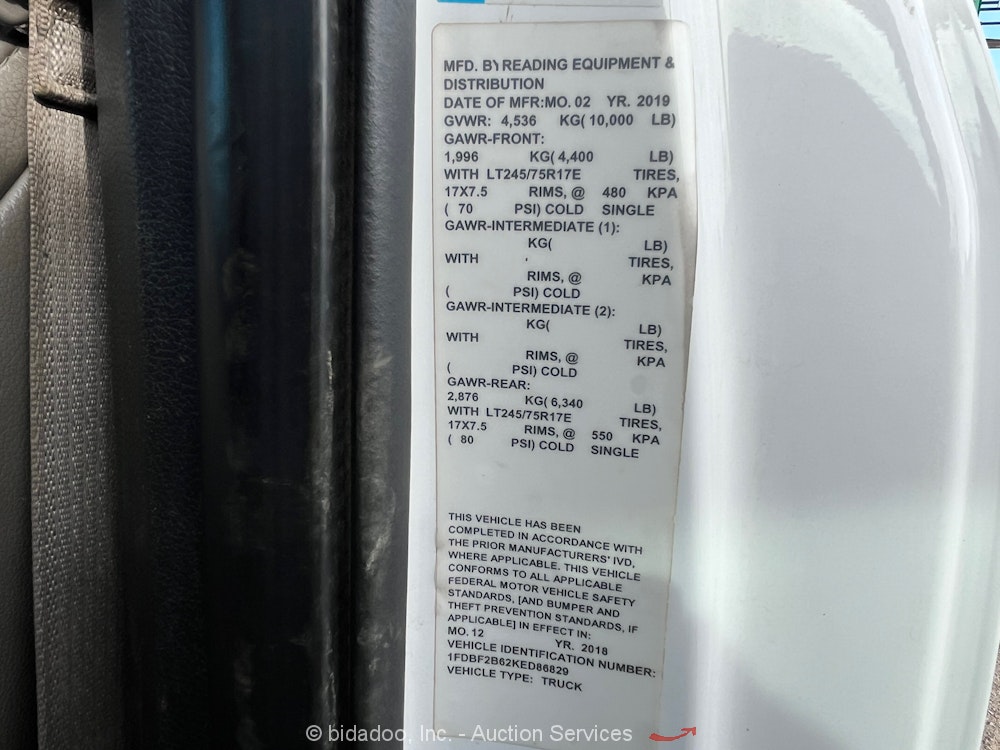 MFD. BY READING EQUIPMENT &
DISTRIBUTION
DATE OF MFR:MO. 02 YR. 2019
GVWR: 4,536 KG( 10,000 LB)
GAWR-FRONT:
1,996 KG( 4,400 LB)
WITH LT245/75R17E TIRES,
17X7.5 RIMS, @ 480 KPA
( 70 PSI) COLD SINGLE
GAWR-INTERMEDIATE (1):
KG( LB)
WITH , TIRES,
RIMS, @ KPA
( PSI) COLD
GAWR-INTERMEDIATE (2):
KG( LB)
WITH TIRES,
RIMS, @ KPA
( PSI) COLD
GAWR-REAR:
2,876 KG( 6,340 LB)
WITH LT245/75R17E TIRES,
17X7.5 RIMS, @ 550 KPA
( 80 PSI) COLD SINGLE
THIS VEHICLE HAS BEEN
COMPLETED IN ACCORDANCE WITH
THE PRIOR MANUFACTURERS' IVD,
WHERE APPLICABLE. THIS VEHICLE
CONFORMS TO ALL APPLICABLE
FEDERAL MOTOR VEHICLE SAFETY
STANDARDS, [AND BUMPER AND
THEFT PREVENTION STANDARDS, IF
APPLICABLE] IN EFFECT IN:
MO. 12 YR. 2018
VEHICLE IDENTIFICATION NUMBER:
1FDBF2B62KED86829
VEHICLE TYPE: TRUCK
© bidadoo, Inc. - Auction Services